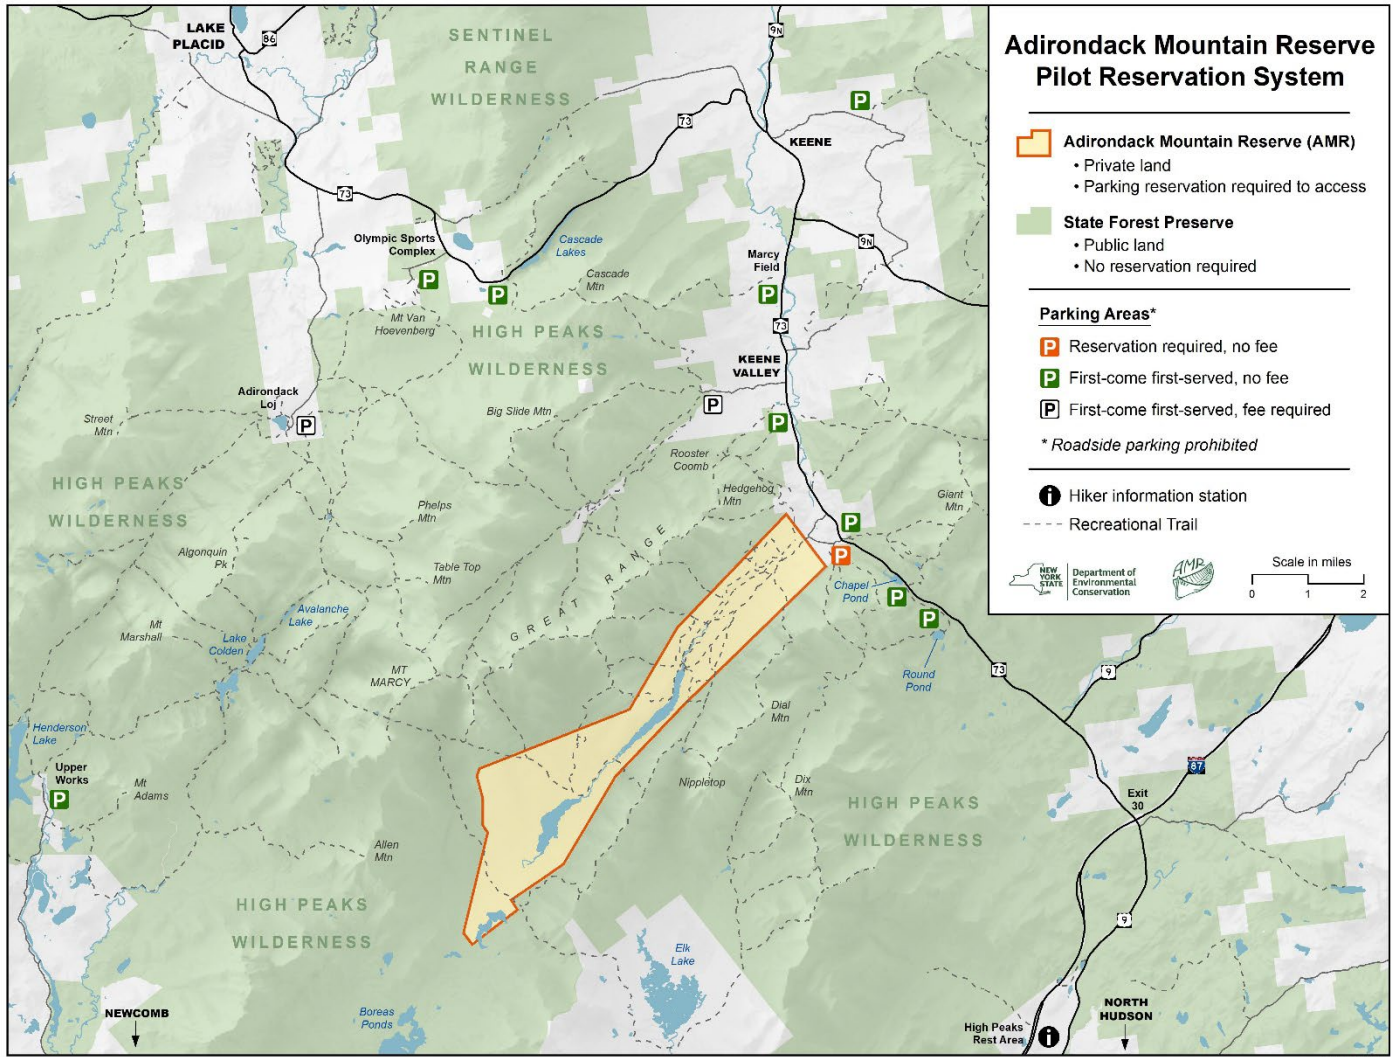 Adirondack Mountain Reserve
Pilot Reservation System
Adirondack Mountain Reserve (AMR)
• Private land
• Parking reservation required to access
State Forest Preserve
• Public land
• No reservation required
Parking Areas*
P Reservation required, no fee
P First-come first-served, no fee
P First-come first-served, fee required
* Roadside parking prohibited
i Hiker information station
Recreational Trail
NEW
YORK
STATE
Department of
Environmental
Conservation
AMR
Scale in miles
0 1 2
LAKE
PLACID
86
SENTINEL
RANGE
WILDERNESS
9N
P
73
KEENE
73
Olympic Sports
Complex
Cascade
Lakes
9N
Marcy
Field
P
P
Cascade
Mtn
P
Mt Van
Hoevenberg
HIGH PEAKS
WILDERNESS
73
KEENE
VALLEY
Adirondack
Loj
P
P
Street
Mtn
Big Slide Mtn
P
Rooster
Coomb
HIGH PEAKS
WILDERNESS
Hedgehog
Mtn
Giant
Mtn
Phelps
Mtn
P
P
Algonquin
Pk
Table Top
Mtn
GREAT RANGE
Chapel
Pond
P
P
Avalanche
Lake
Mt
Marshall
Lake
Colden
MT
MARCY
Round
Pond
73
9
Dial
Mtn
Henderson
Lake
Upper
Works
P
Mt
Adams
Nippletop
Dix
Mtn
HIGH PEAKS
WILDERNESS
87
Exit
30
Allen
Mtn
HIGH PEAKS
WILDERNESS
9
Elk
Lake
NEWCOMB
Boreas
Ponds
High Peaks
Rest Area
i
NORTH
HUDSON